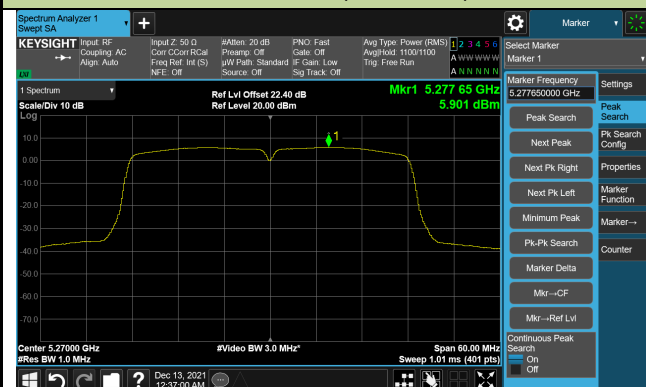 Spectrum Analyzer 1
Swept SA
+
Marker
KEYSIGHT
Input: RF
Coupling: AC
Align: Auto
Input Z: 50 Ω
Corr CCorr RCal
Freq Ref: Int (S)
NFE: Off
#Atten: 20 dB
Preamp: Off
µW Path: Standard
Source: Off
PNO: Fast
Gate: Off
IF Gain: Low
Sig Track: Off
Avg Type: Power (RMS)
Avg|Hold: 1100/1100
Trig: Free Run
1 2 3 4 5 6
A W W W W W
A N N N N N
LXI
Select Marker
Marker 1
1 Spectrum
Scale/Div 10 dB
Log
Ref Lvl Offset 22.40 dB
Ref Level 20.00 dBm
Mkr1 5.277 65 GHz
5.901 dBm
1
10.0
0.00
-10.0
-20.0
-30.0
-40.0
-50.0
-60.0
-70.0
Center 5.27000 GHz
#Res BW 1.0 MHz
#Video BW 3.0 MHz*
Span 60.00 MHz
Sweep 1.01 ms (401 pts)
Marker Frequency
5.277650000 GHz
Peak Search
Next Peak
Next Pk Right
Next Pk Left
Minimum Peak
Pk-Pk Search
Marker Delta
Mkr→CF
Mkr→Ref Lvl
Continuous Peak
Search
On
Off
Settings
Peak
Search
Pk Search
Config
Properties
Marker
Function
Marker→
Counter
?
Dec 13, 2021
12:37:00 AM